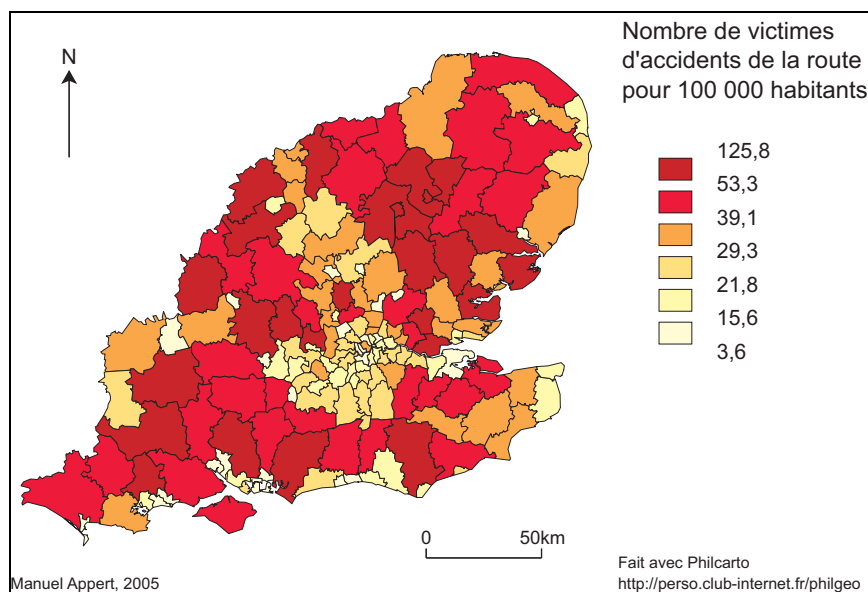 Nombre de victimes
d'accidents de la route
pour 100 000 habitants
N
125,8
53,3
39,1
29,3
21,8
15,6
3,6
0 50km
Fait avec Philcarto
Manuel Appert, 2005
http://perso.club-internet.fr/philgeo